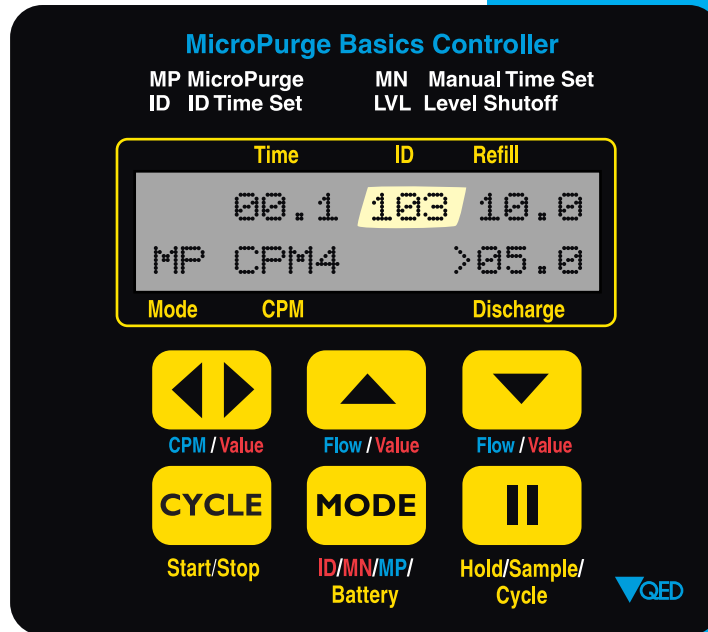 MicroPurge Basics Controller
MP MicroPurge MN Manual Time Set
ID ID Time Set LVL Level Shutoff
Time ID Refill
00.1 103 10.0
MP CPM4 >05.0
Mode CPM Discharge
CPM / Value Flow / Value Flow / Value
CYCLE MODE
Start/Stop ID/MN/MP/ Hold/Sample/
Battery Cycle
QED